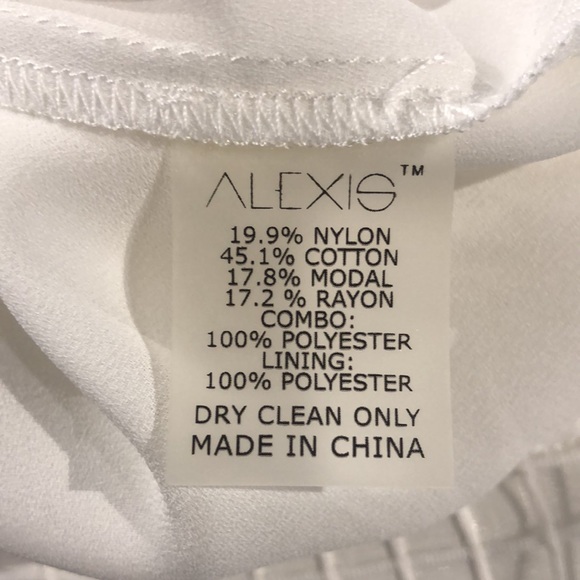 ALEXIS™
19.9% NYLON
45.1% COTTON
17.8% MODAL
17.2 % RAYON
COMBO:
100% POLYESTER
LINING:
100% POLYESTER
DRY CLEAN ONLY
MADE IN CHINA